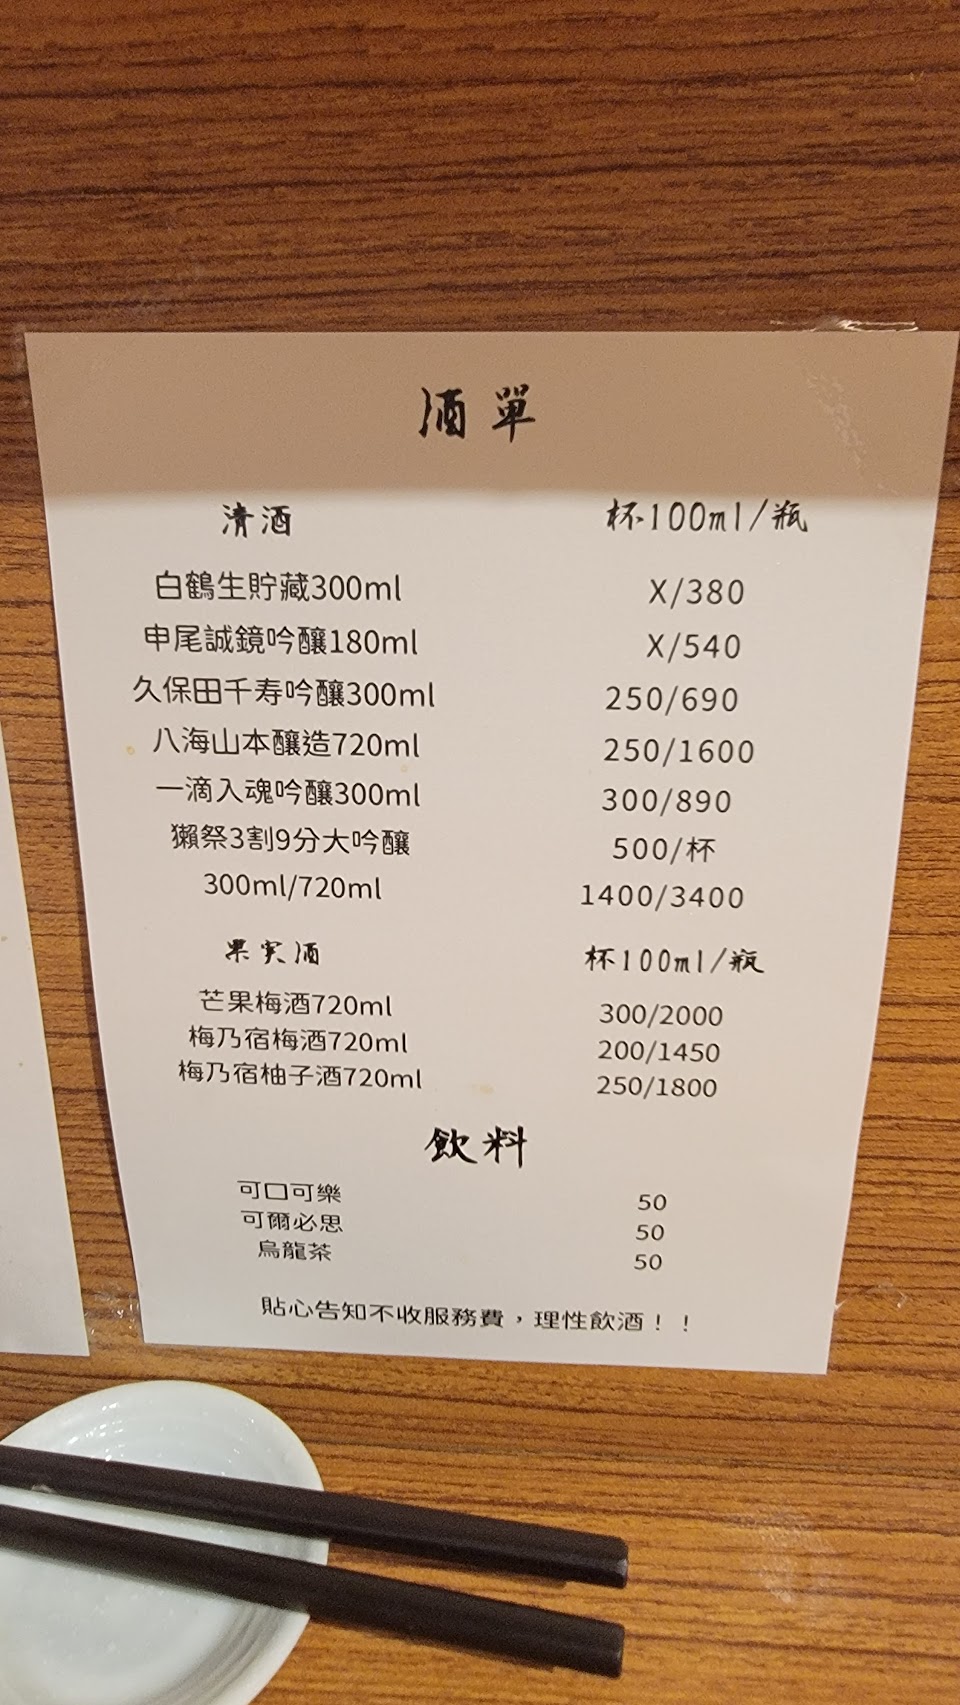 酒單
清酒 杯100ml/瓶
白鶴生貯藏300ml X/380
申尾誠鏡吟釀180ml X/540
久保田千寿吟釀300ml 250/690
八海山本釀造720ml 250/1600
一滴入魂吟釀300ml 300/890
獺祭3割9分大吟釀 500/杯
300ml/720ml 1400/3400
果実酒 杯100ml/瓶
芒果梅酒720ml 300/2000
梅乃宿梅酒720ml 200/1450
梅乃宿柚子酒720ml 250/1800
飲料
可口可樂 50
可爾必思 50
烏龍茶 50
貼心告知不收服務費，理性飲酒！！